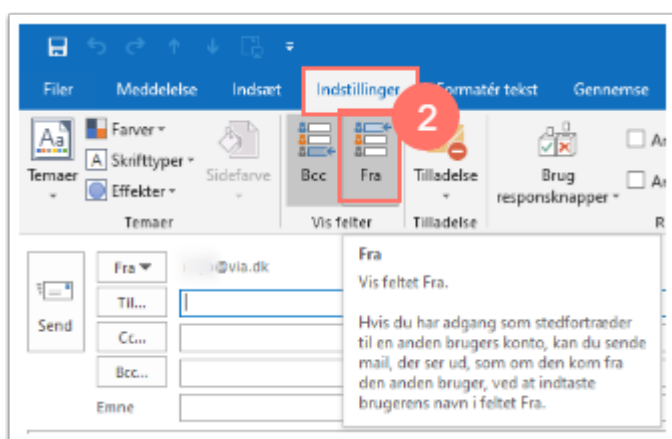 Filer Meddelelse Indsæt Indstillinger Formatér tekst Gennemse
2
Temaer Farver Skrifttyper Effekter Sidefarve Bcc Fra Tilladelse Brug responsknapper
Temaer Vis felter Tilladelse R
Fra @via.dk
Til...
Send
Cc...
Bcc...
Emne
Fra
Vis feltet Fra.
Hvis du har adgang som stedfortræder
til en anden brugers konto, kan du sende
mail, der ser ud, som om den kom fra
den anden bruger, ved at indtaste
brugerens navn i feltet Fra.